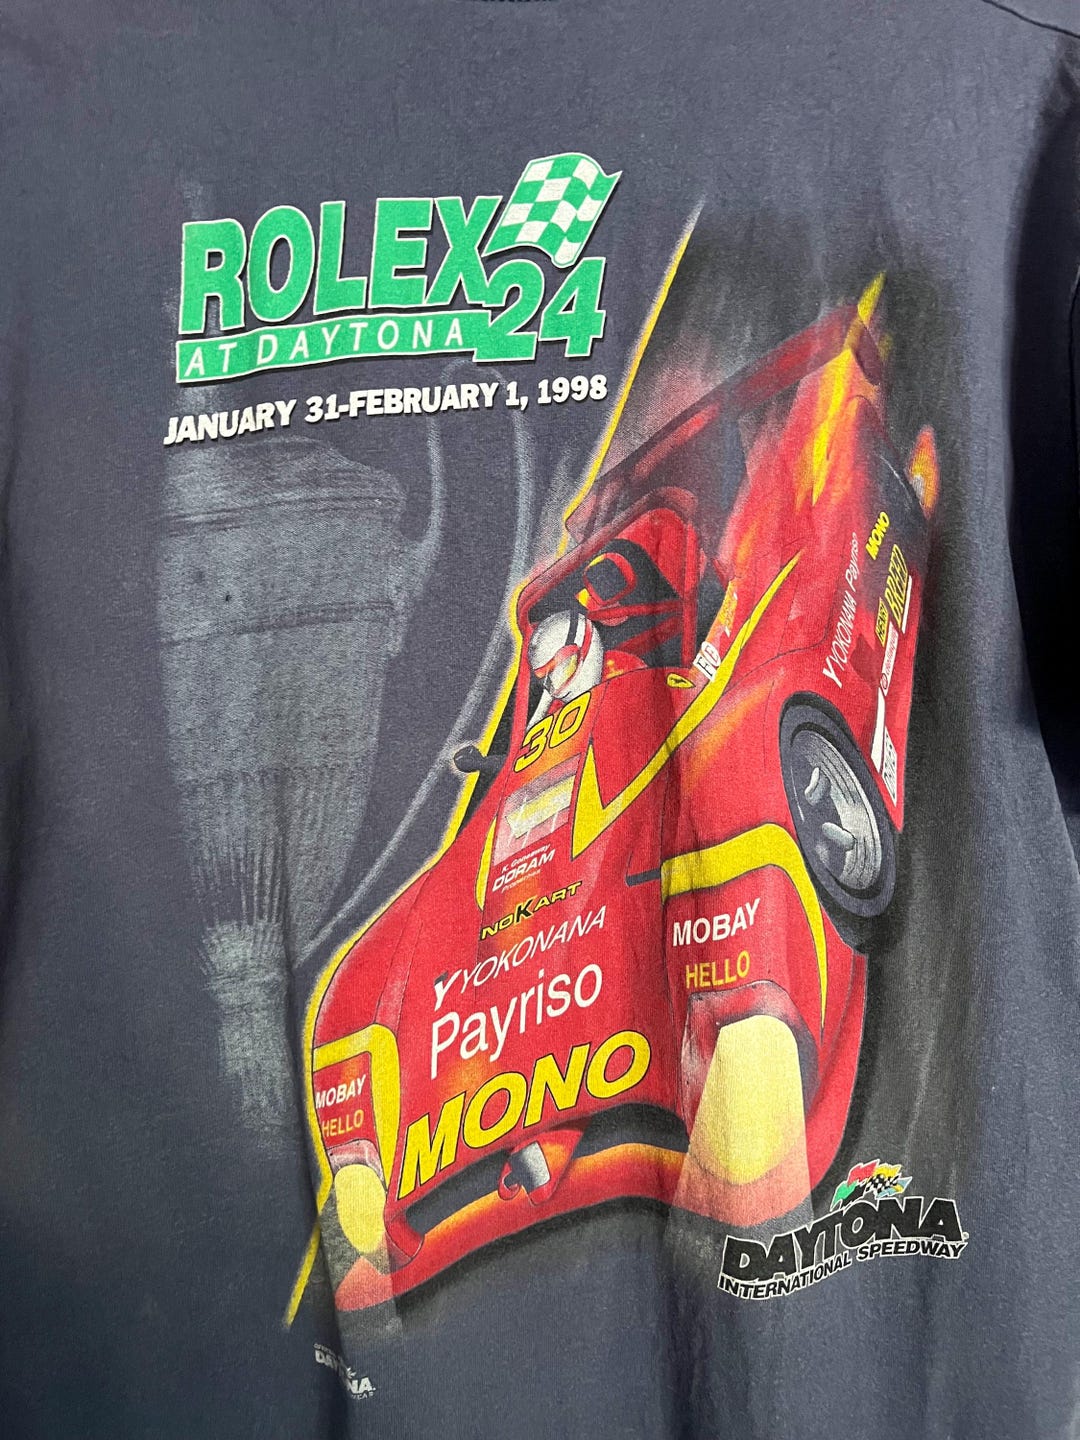 ROLEX
24
AT DAYTONA
JANUARY 31-FEBRUARY 1, 1998
MONO
YYOKONANA Payriso
BREED
30
DORAM
NOKART
YYOKONANA
Payriso
MONO
MOBAY
HELLO
MOBAY
HELLO
DAYTONA
INTERNATIONAL SPEEDWAY